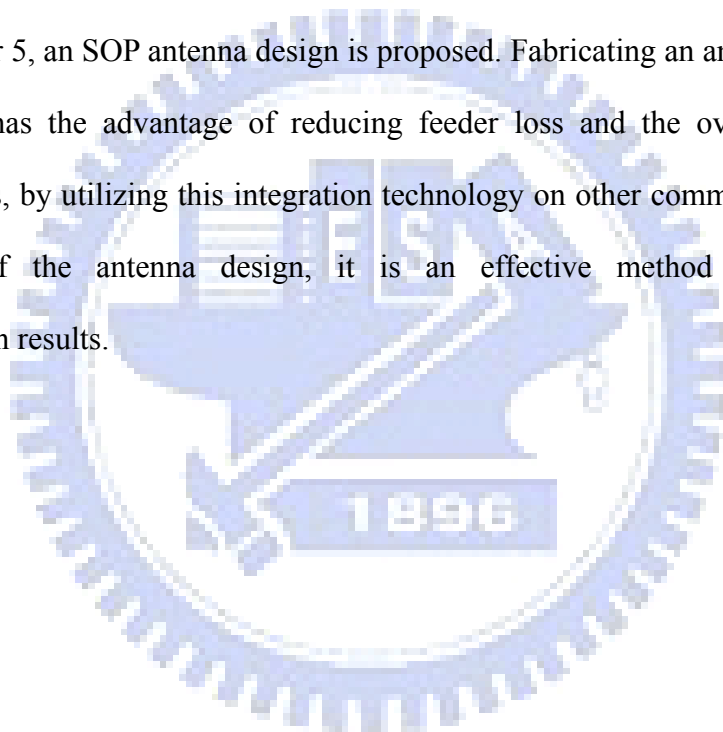 r 5, an SOP antenna design is proposed. Fabricating an an
has the advantage of reducing feeder loss and the ov
s, by utilizing this integration technology on other comm
f the antenna design, it is an effective method
n results.
ES
1896